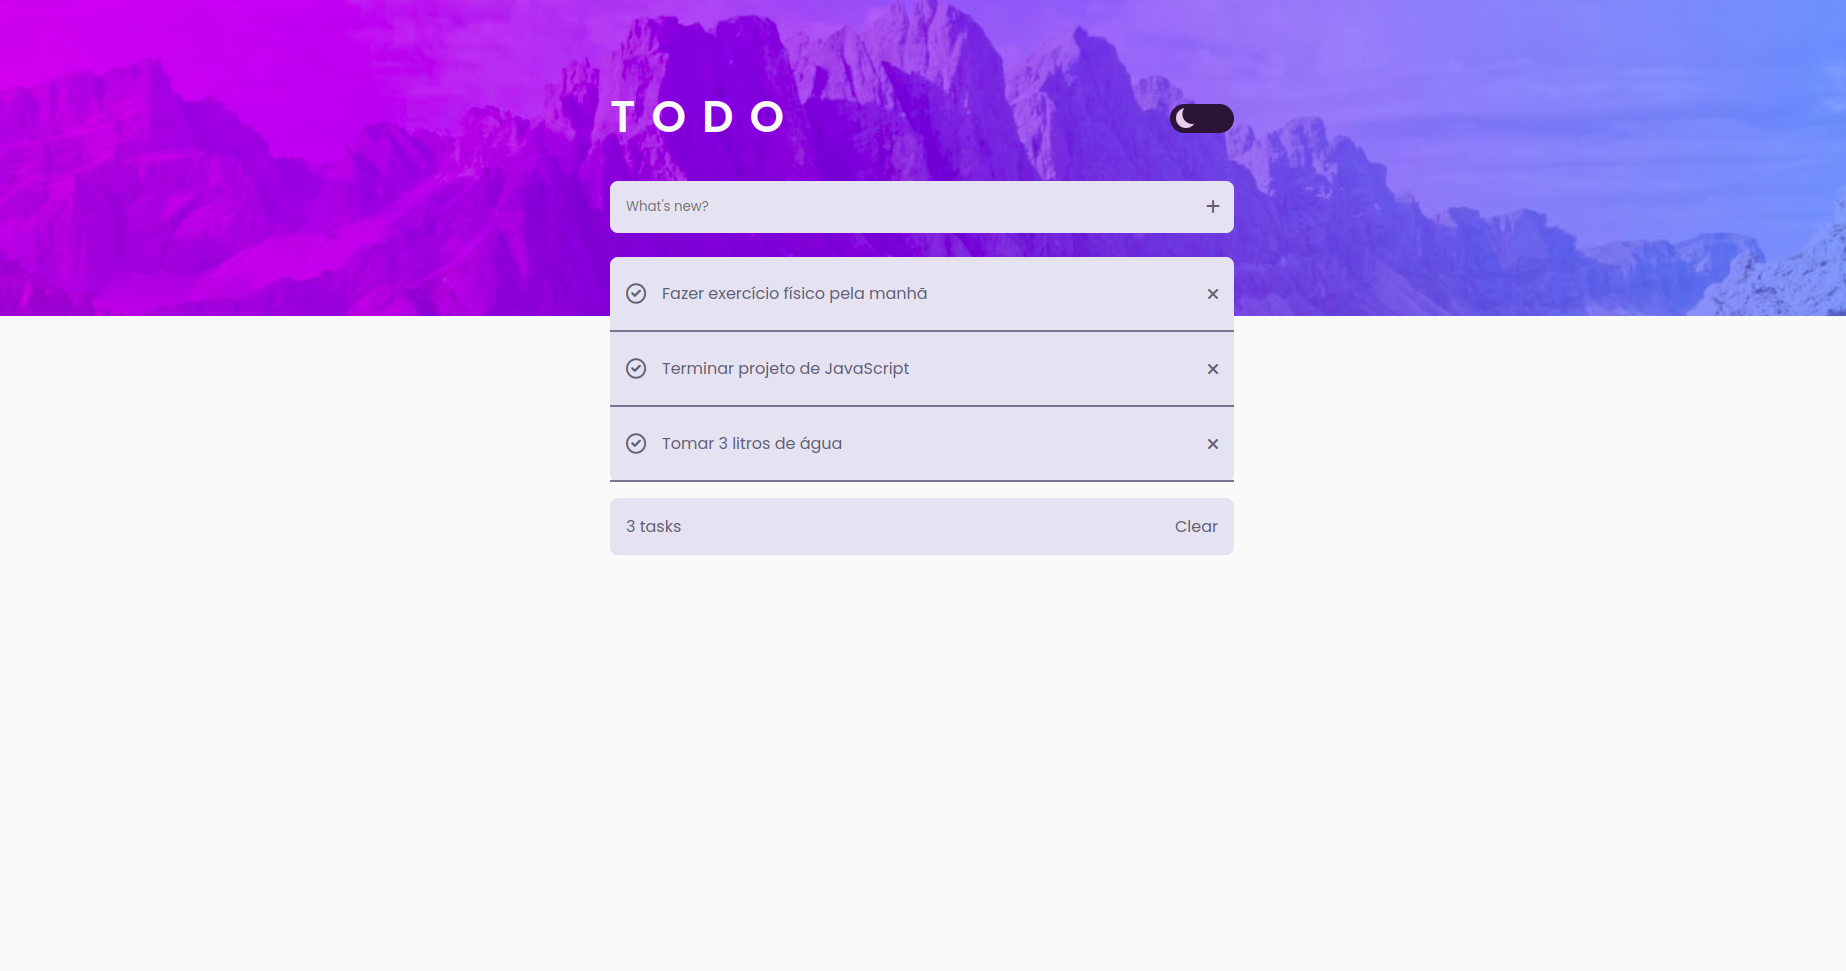 TODO
What's new?
Fazer exercício físico pela manhã
Terminar projeto de JavaScript
Tomar 3 litros de água
3 tasks Clear